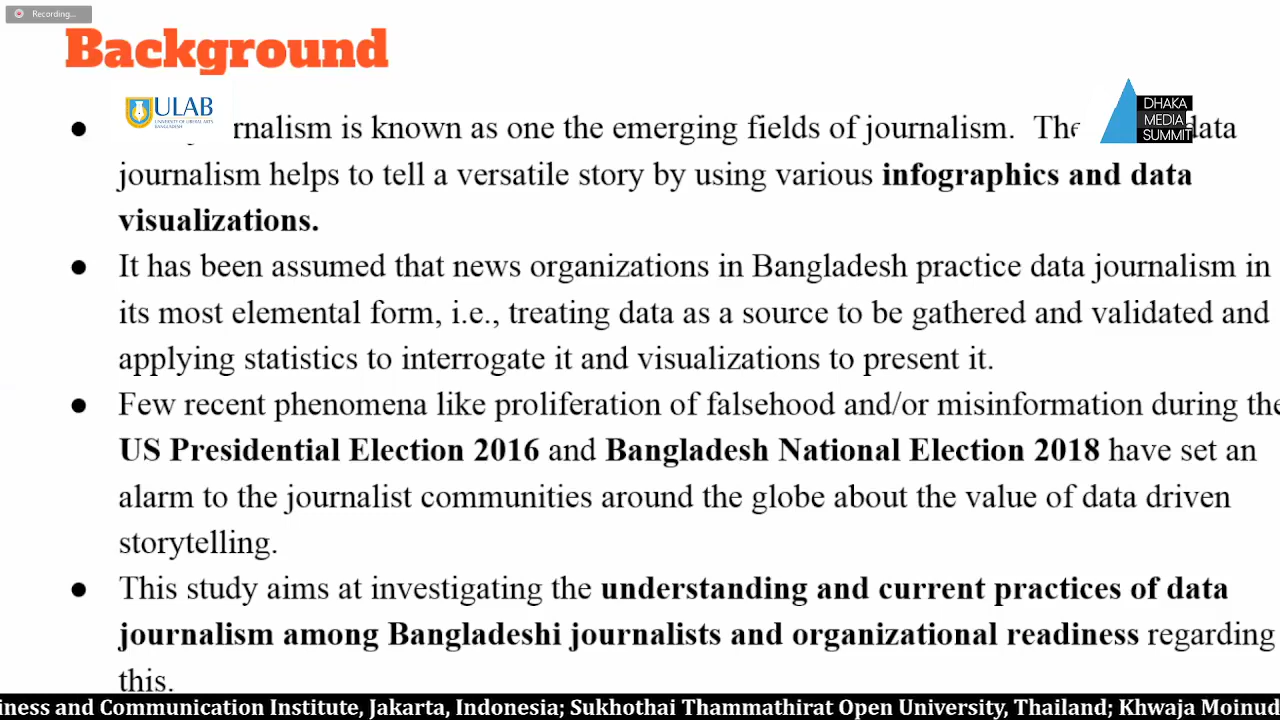 Recording...
Background
ULAB
UNIVERSITY OF LIBERAL ARTS
BANGLADESH
DHAKA
MEDIA
SUMMIT
● rnalism is known as one the emerging fields of journalism. The data
journalism helps to tell a versatile story by using various infographics and data
visualizations.
● It has been assumed that news organizations in Bangladesh practice data journalism in
its most elemental form, i.e., treating data as a source to be gathered and validated and
applying statistics to interrogate it and visualizations to present it.
● Few recent phenomena like proliferation of falsehood and/or misinformation during the
US Presidential Election 2016 and Bangladesh National Election 2018 have set an
alarm to the journalist communities around the globe about the value of data driven
storytelling.
● This study aims at investigating the understanding and current practices of data
journalism among Bangladeshi journalists and organizational readiness regarding
this.
iness and Communication Institute, Jakarta, Indonesia; Sukhothai Thammathirat Open University, Thailand; Khwaja Moinud